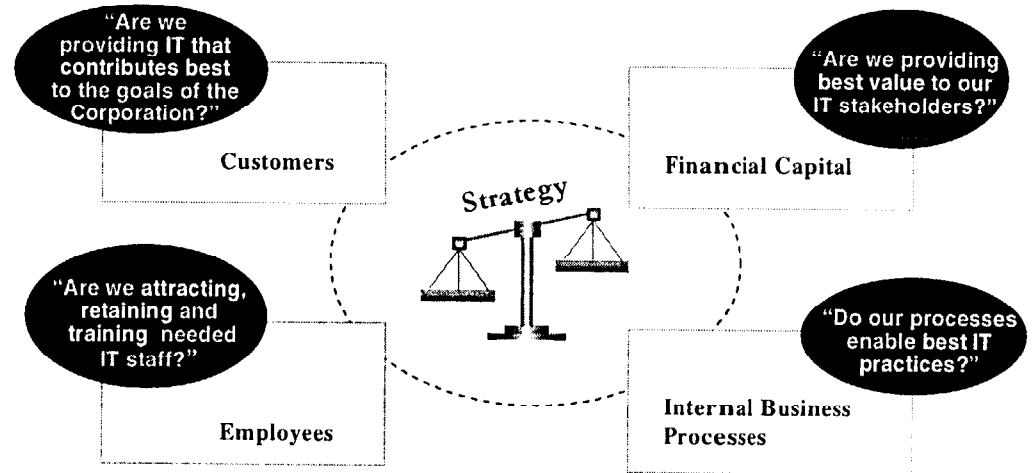 “Are we
providing IT that
contributes best
to the goals of the
Corporation?”
Customers
“Are we providing
best value to our
IT stakeholders?”
Financial Capital
Strategy
“Are we attracting,
retaining and
training needed
IT staff?”
Employees
“Do our processes
enable best IT
practices?”
Internal Business
Processes